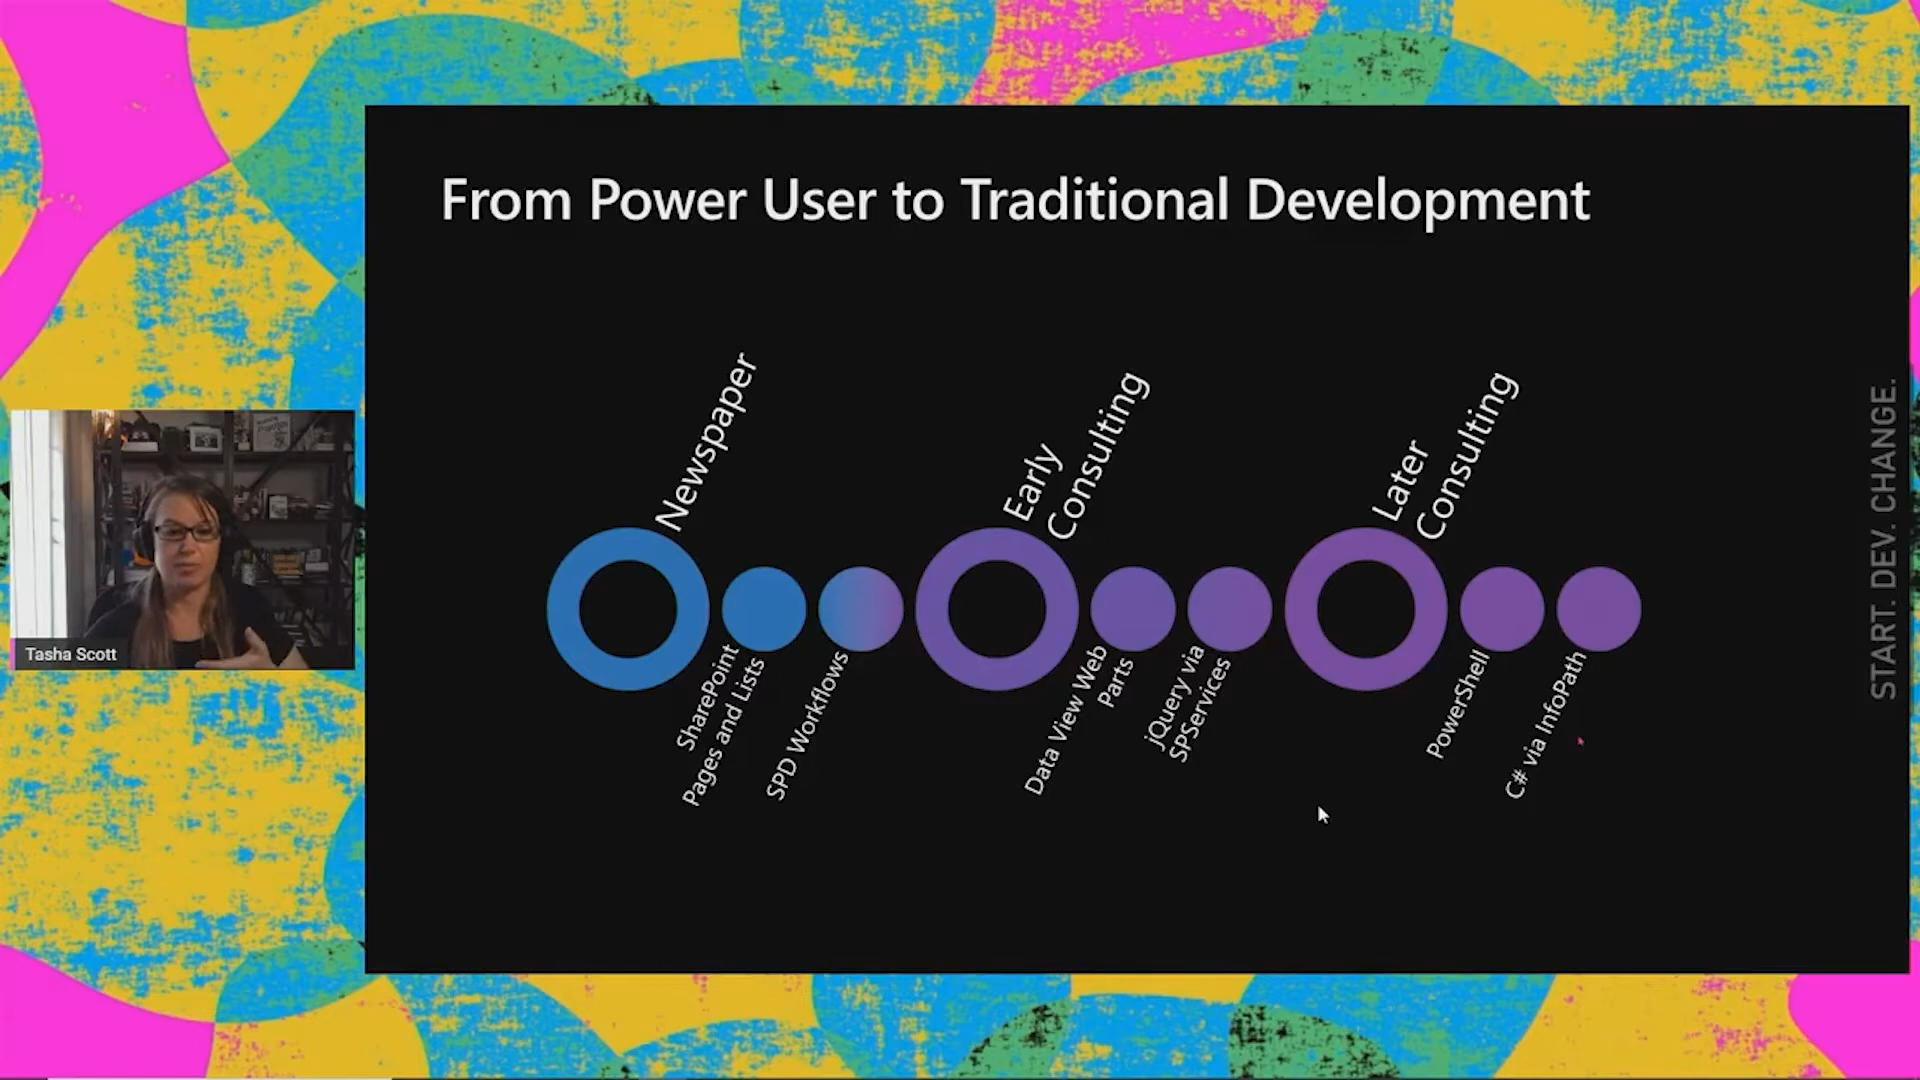 From Power User to Traditional Development
Newspaper
SharePoint
Pages and Lists
SPD Workflows
Early
Consulting
Data View Web
Parts
jQuery via
SPServices
Later
Consulting
PowerShell
C# via InfoPath
START. DEV. CHANGE.
Tasha Scott